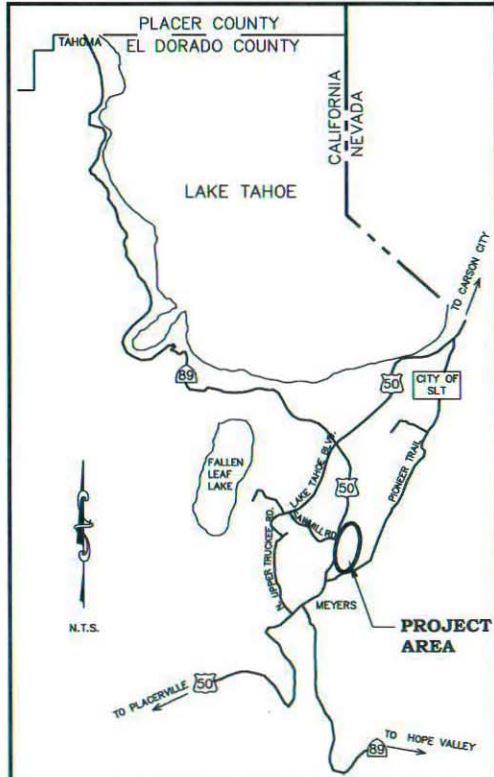 PLACER COUNTY
TAHOMA
EL DORADO COUNTY
CALIFORNIA
NEVADA
LAKE TAHOE
TO CARSON CITY
89
50
CITY OF
SLT
FALLEN
LEAF
LAKE
LAKE TAHOE BLVD.
50
PIONEER TRAIL
SAWMILL RD.
N. UPPER TRUCKEE RD.
N.T.S.
MEYERS
PROJECT
AREA
TO PLACERVILLE
50
TO HOPE VALLEY
89